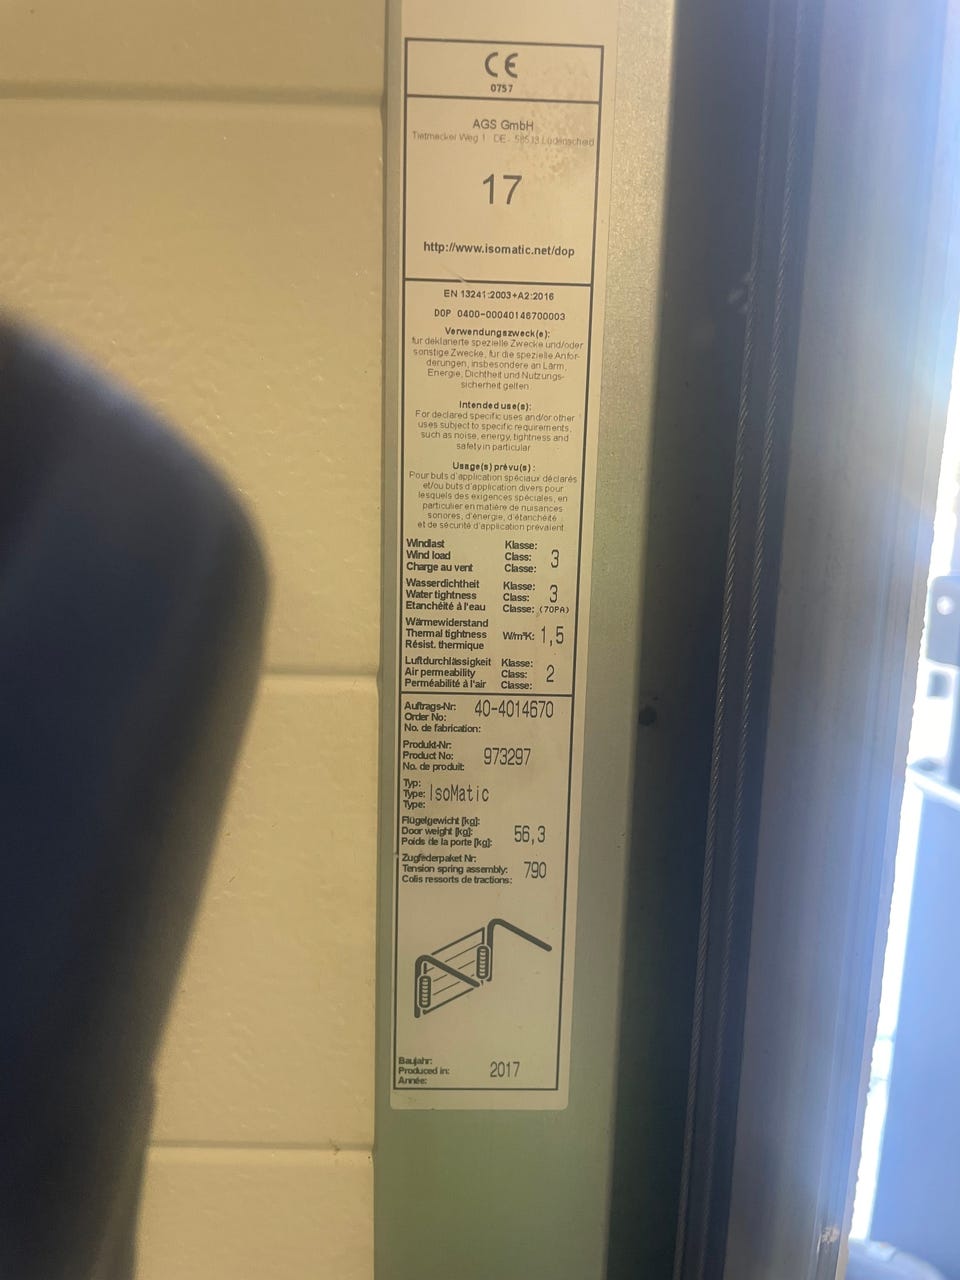 CE
0757
AGS GmbH
Tietmecker Weg 1 DE - 58513 Lüdenscheid
17
http://www.isomatic.net/dop
EN 13241:2003+A2:2016
DOP 0400-00040146700003
Verwendungszweck(e):
für deklarierte spezielle Zwecke und/oder
sonstige Zwecke, für die spezielle Anfor-
derungen, insbesondere an Lärm,
Energie, Dichtheit und Nutzungs-
sicherheit gelten
Intended use(s):
For declared specific uses and/or other
uses subject to specific requirements,
such as noise, energy, tightness and
safety in particular
Usage(s) prévu(s):
Pour buts d'application spéciaux déclarés
et/ou buts d'application divers pour
lesquels des exigences spéciales, en
particulier en matière de nuisances
sonores, d'énergie, d'étanchéité
et de sécurité d'application prévalent
Windlast Klasse:
Wind load Class: 3
Charge au vent Classe:
Wasserdichtheit Klasse:
Water tightness Class: 3
Etanchéité à l'eau Classe: (70PA)
Wärmewiderstand
Thermal tightness W/m²K: 1,5
Résist. thermique
Luftdurchlässigkeit Klasse:
Air permeability Class: 2
Perméabilité à l'air Classe:
Auftrags-Nr: 40-4014670
Order No:
No. de fabrication:
Produkt-Nr:
Product No: 973297
No. de produit:
Typ:
Type: IsoMatic
Type:
Flügelgewicht [kg]:
Door weight [kg]: 56,3
Poids de la porte [kg]:
Zugfederpaket Nr:
Tension spring assembly: 790
Colis ressorts de tractions:
Baujahr:
Produced in: 2017
Année: